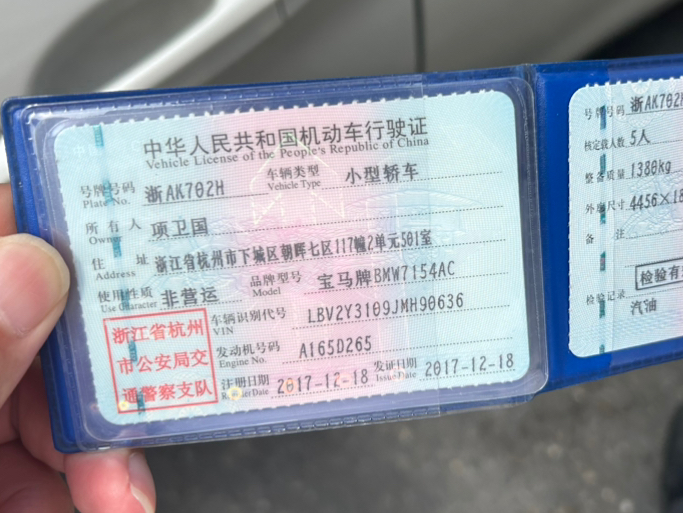 中华人民共和国机动车行驶证
Vehicle License of the People's Republic of China
号牌号码 浙AK702H 车辆类型 小型轿车
Plate No. Vehicle Type
所有人 项卫国
Owner
住址 浙江省杭州市下城区朝晖七区117幢2单元501室
Address
使用性质 非营运 品牌型号 宝马牌BMW7154AC
Use Character Model
车辆识别代号 LBV2Y3109JMH90636
VIN
发动机号码 A165D265
Engine No.
注册日期 2017-12-18 发证日期 2017-12-18
Register Date Issue Date
浙江省杭州
市公安局交
通警察支队
号牌号码 浙AK702H
核定载人数 5人
整备质量 1380kg
外廓尺寸 4456×18
备注
检验有
检验记录
汽油